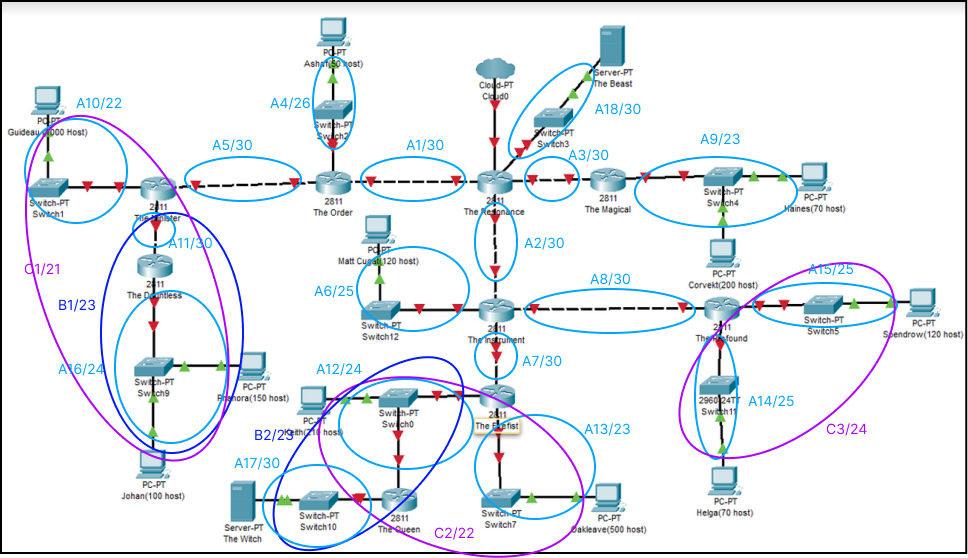 PC-PT
Ashaf(50 host)
A4/26
Switch-PT
Switch2
2811
The Order
Cloud-PT
Cloud0
Server-PT
The Beast
A18/30
Switch-PT
Switch3
A10/22
PC-PT
Guideau(1000 Host)
Switch-PT
Switch1
A5/30
A1/30
A3/30
A9/23
2811
The Minister
2811
The Resonance
2811
The Magical
Switch-PT
Switch4
PC-PT
Haines(70 host)
PC-PT
Corvekt(200 host)
A11/30
C1/21
2811
The Dauntless
B1/23
PC-PT
Matt Cugat(120 host)
A2/30
A6/25
Switch-PT
Switch12
2811
The Instrument
A8/30
A15/25
2811
The Profound
Switch-PT
Switch5
PC-PT
Spendrow(120 host)
A16/24
Switch-PT
Switch9
PC-PT
Phanora(150 host)
A7/30
A12/24
PC-PT
Keith(210 host)
Switch-PT
Switch0
2811
The Firefist
2960-24TT
Switch11
A14/25
C3/24
B2/23
A13/23
PC-PT
Johan(100 host)
A17/30
Server-PT
The Witch
Switch-PT
Switch10
2811
The Queen
C2/22
Switch-PT
Switch7
PC-PT
Oakleave(500 host)
PC-PT
Helga(70 host)